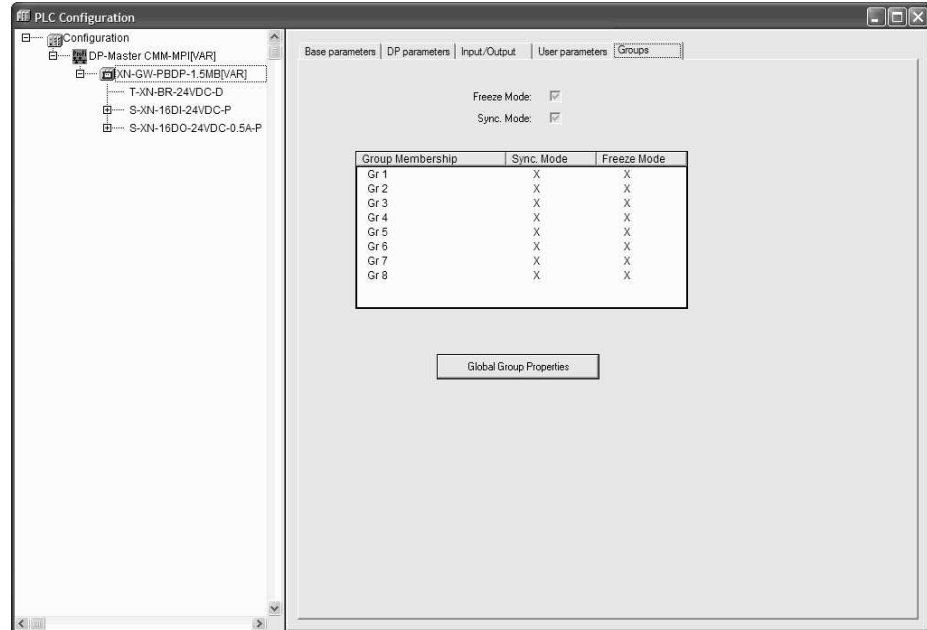 PLC Configuration
Configuration
DP-Master CMM-MPI[VAR]
XN-GW-PBDP-1.5MB[VAR]
T-XN-BR-24VDC-D
S-XN-16DI-24VDC-P
S-XN-16DO-24VDC-0.5A-P
Base parameters DP parameters Input/Output User parameters Groups
Freeze Mode:
Sync. Mode:
Group Membership Sync. Mode Freeze Mode
Gr 1 X X
Gr 2 X X
Gr 3 X X
Gr 4 X X
Gr 5 X X
Gr 6 X X
Gr 7 X X
Gr 8 X X
Global Group Properties